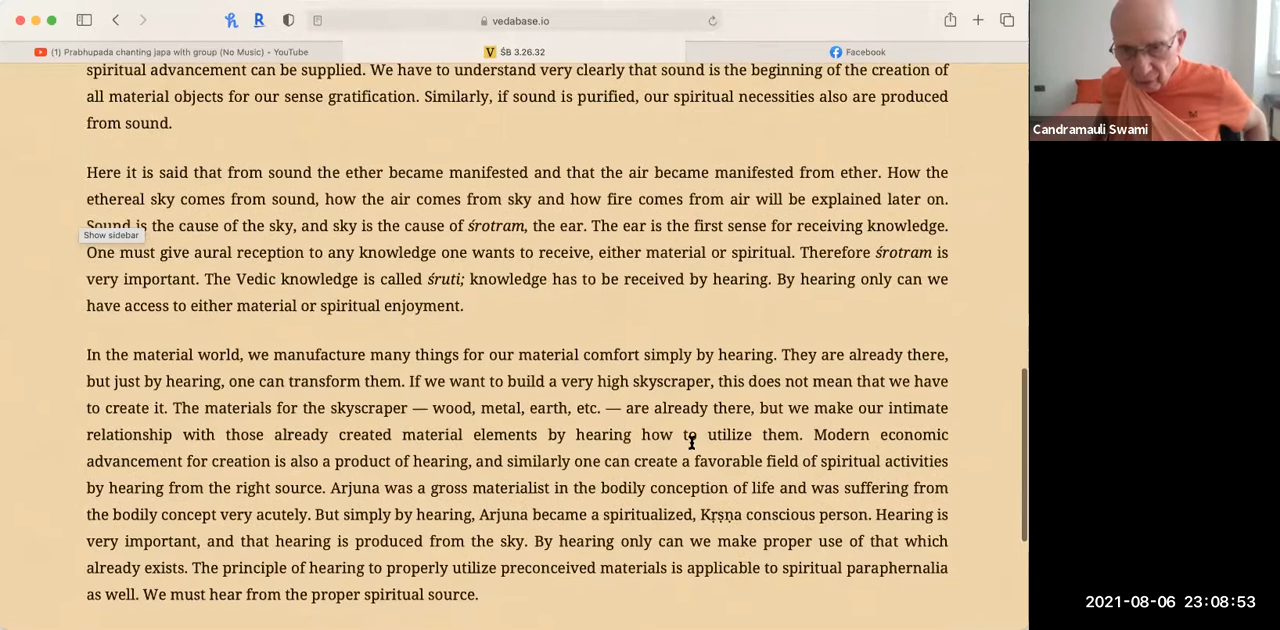 vedabase.io
(1) Prabhupada chanting japa with group (No Music) - YouTube
V ŚB 3.26.32
Facebook
spiritual advancement can be supplied. We have to understand very clearly that sound is the beginning of the creation of
all material objects for our sense gratification. Similarly, if sound is purified, our spiritual necessities also are produced
from sound.
Here it is said that from sound the ether became manifested and that the air became manifested from ether. How the
ethereal sky comes from sound, how the air comes from sky and how fire comes from air will be explained later on.
Sound is the cause of the sky, and sky is the cause of śrotram, the ear. The ear is the first sense for receiving knowledge.
Show sidebar
One must give aural reception to any knowledge one wants to receive, either material or spiritual. Therefore śrotram is
very important. The Vedic knowledge is called śruti; knowledge has to be received by hearing. By hearing only can we
have access to either material or spiritual enjoyment.
In the material world, we manufacture many things for our material comfort simply by hearing. They are already there,
but just by hearing, one can transform them. If we want to build a very high skyscraper, this does not mean that we have
to create it. The materials for the skyscraper — wood, metal, earth, etc. — are already there, but we make our intimate
relationship with those already created material elements by hearing how to utilize them. Modern economic
advancement for creation is also a product of hearing, and similarly one can create a favorable field of spiritual activities
by hearing from the right source. Arjuna was a gross materialist in the bodily conception of life and was suffering from
the bodily concept very acutely. But simply by hearing, Arjuna became a spiritualized, Kṛṣṇa conscious person. Hearing is
very important, and that hearing is produced from the sky. By hearing only can we make proper use of that which
already exists. The principle of hearing to properly utilize preconceived materials is applicable to spiritual paraphernalia
as well. We must hear from the proper spiritual source.
Candramauli Swami
2021-08-06 23:08:53